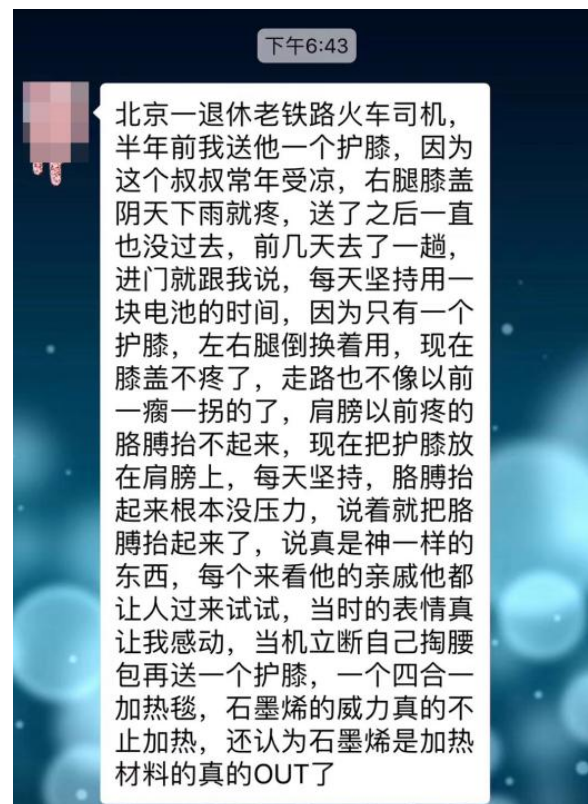 下午6:43
北京一退休老铁路火车司机，
半年前我送他一个护膝，因为
这个叔叔常年受凉，右腿膝盖
阴天下雨就疼，送了之后一直
也没过去，前几天去了一趟，
进门就跟我说，每天坚持用一
块电池的时间，因为只有一个
护膝，左右腿倒换着用，现在
膝盖不疼了，走路也不像以前
一瘸一拐的了，肩膀以前疼的
胳膊抬不起来，现在把护膝放
在肩膀上，每天坚持，胳膊抬
起来根本没压力，说着就把胳
膊抬起来了，说真是神一样的
东西，每个来看他的亲戚他都
让人过来试试，当时的表情真
让我感动，当机立断自己掏腰
包再送一个护膝，一个四合一
加热毯，石墨烯的威力真的不
止加热，还认为石墨烯是加热
材料的真的OUT了